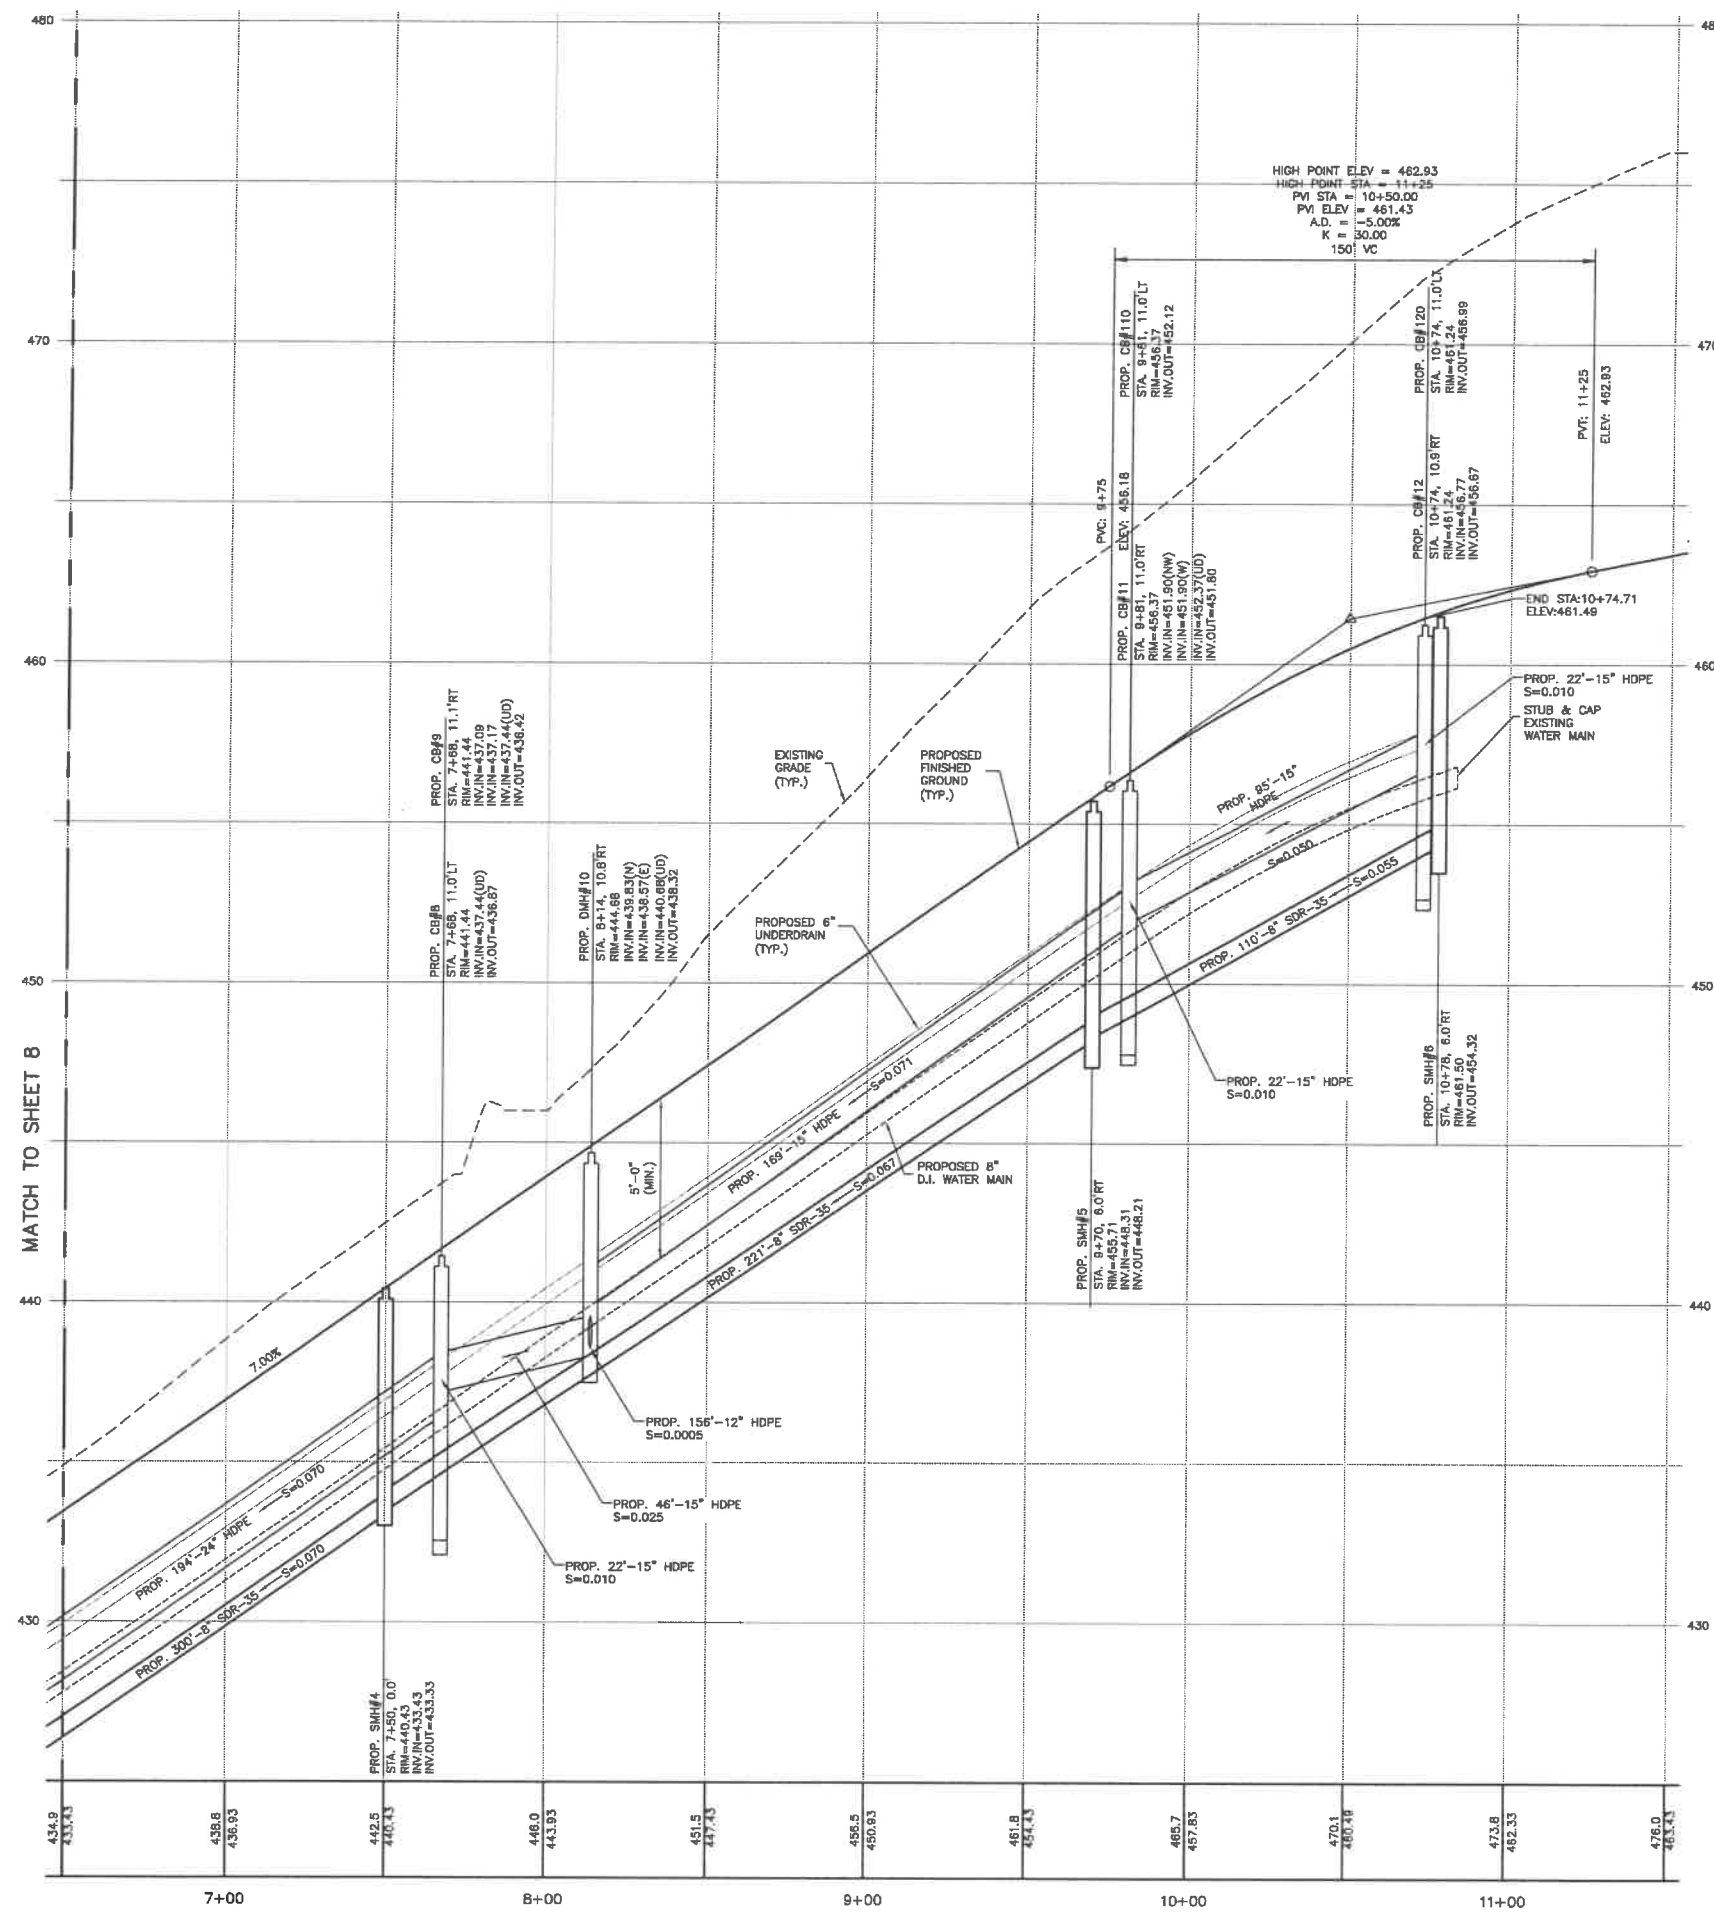 480
48
HIGH POINT ELEV = 462.93
HIGH POINT STA = 11+25
PVI STA = 10+50.00
PVI ELEV = 461.43
A.D. = -5.00%
K = 30.00
150' VC
470
470
PROP. CB#110
STA. 9+81, 11.0'LT
RIM=456.37
INV.OUT=452.12
PROP. CB#120
STA. 10+74, 11.0'LT
RIM=461.24
INV.OUT=456.99
PVT: 11+25
ELEV: 462.93
PVC: 9+75
ELEV: 456.18
PROP. CB#11
STA. 9+81, 11.0'RT
RIM=456.37
INV.IN=451.90(NW)
INV.IN=451.90(W)
INV.IN=452.37(UD)
INV.OUT=451.80
PROP. CB#12
STA. 10+74, 10.9'RT
RIM=461.24
INV.IN=456.77
INV.OUT=456.67
END STA:10+74.71
ELEV:461.49
460
460
PROP. 22'-15" HDPE
S=0.010
STUB & CAP
EXISTING
WATER MAIN
PROP. CB#9
STA. 7+68, 11.1'RT
RIM=441.44
INV.IN=437.09
INV.IN=437.17
INV.IN=437.44(UD)
INV.OUT=436.42
EXISTING
GRADE
(TYP.)
PROPOSED
FINISHED
GROUND
(TYP.)
PROP. 95'-15"
HDPE
S=0.050
PROP. CB#8
STA. 7+68, 11.0'LT
RIM=441.44
INV.IN=437.44(UD)
INV.OUT=436.87
PROP. DMH#10
STA. 8+14, 10.8'RT
RIM=444.68
INV.IN=439.83(N)
INV.IN=438.57(E)
INV.IN=440.68(UD)
INV.OUT=438.32
PROPOSED 6"
UNDERDRAIN
(TYP.)
PROP. 110'-8" SDR-35
S=0.055
450
450
MATCH TO SHEET 8
5'-0"
(MIN.)
PROP. 169'-15" HDPE
S=0.071
PROP. 22'-15" HDPE
S=0.010
PROP. SMH#6
STA. 10+78, 6.0'RT
RIM=461.50
INV.OUT=454.32
PROPOSED 8"
D.I. WATER MAIN
PROP. 221'-8" SDR-35
S=0.067
PROP. SMH#5
STA. 9+70, 6.0'RT
RIM=455.71
INV.IN=448.31
INV.OUT=448.21
440
440
7.00%
PROP. 156'-12" HDPE
S=0.0005
PROP. 46'-15" HDPE
S=0.025
PROP. 22'-15" HDPE
S=0.010
PROP. 194'-24" HDPE
S=0.070
PROP. 300'-8" SDR-35
S=0.070
430
430
PROP. SMH#4
STA. 7+50, 0.0'
RIM=440.43
INV.IN=433.43
INV.OUT=433.33
434.9
433.43
438.8
436.93
442.5
440.43
446.0
443.93
451.5
447.43
456.5
450.93
461.8
454.43
465.7
457.83
470.1
460.49
473.8
462.33
476.0
463.43
7+00
8+00
9+00
10+00
11+00